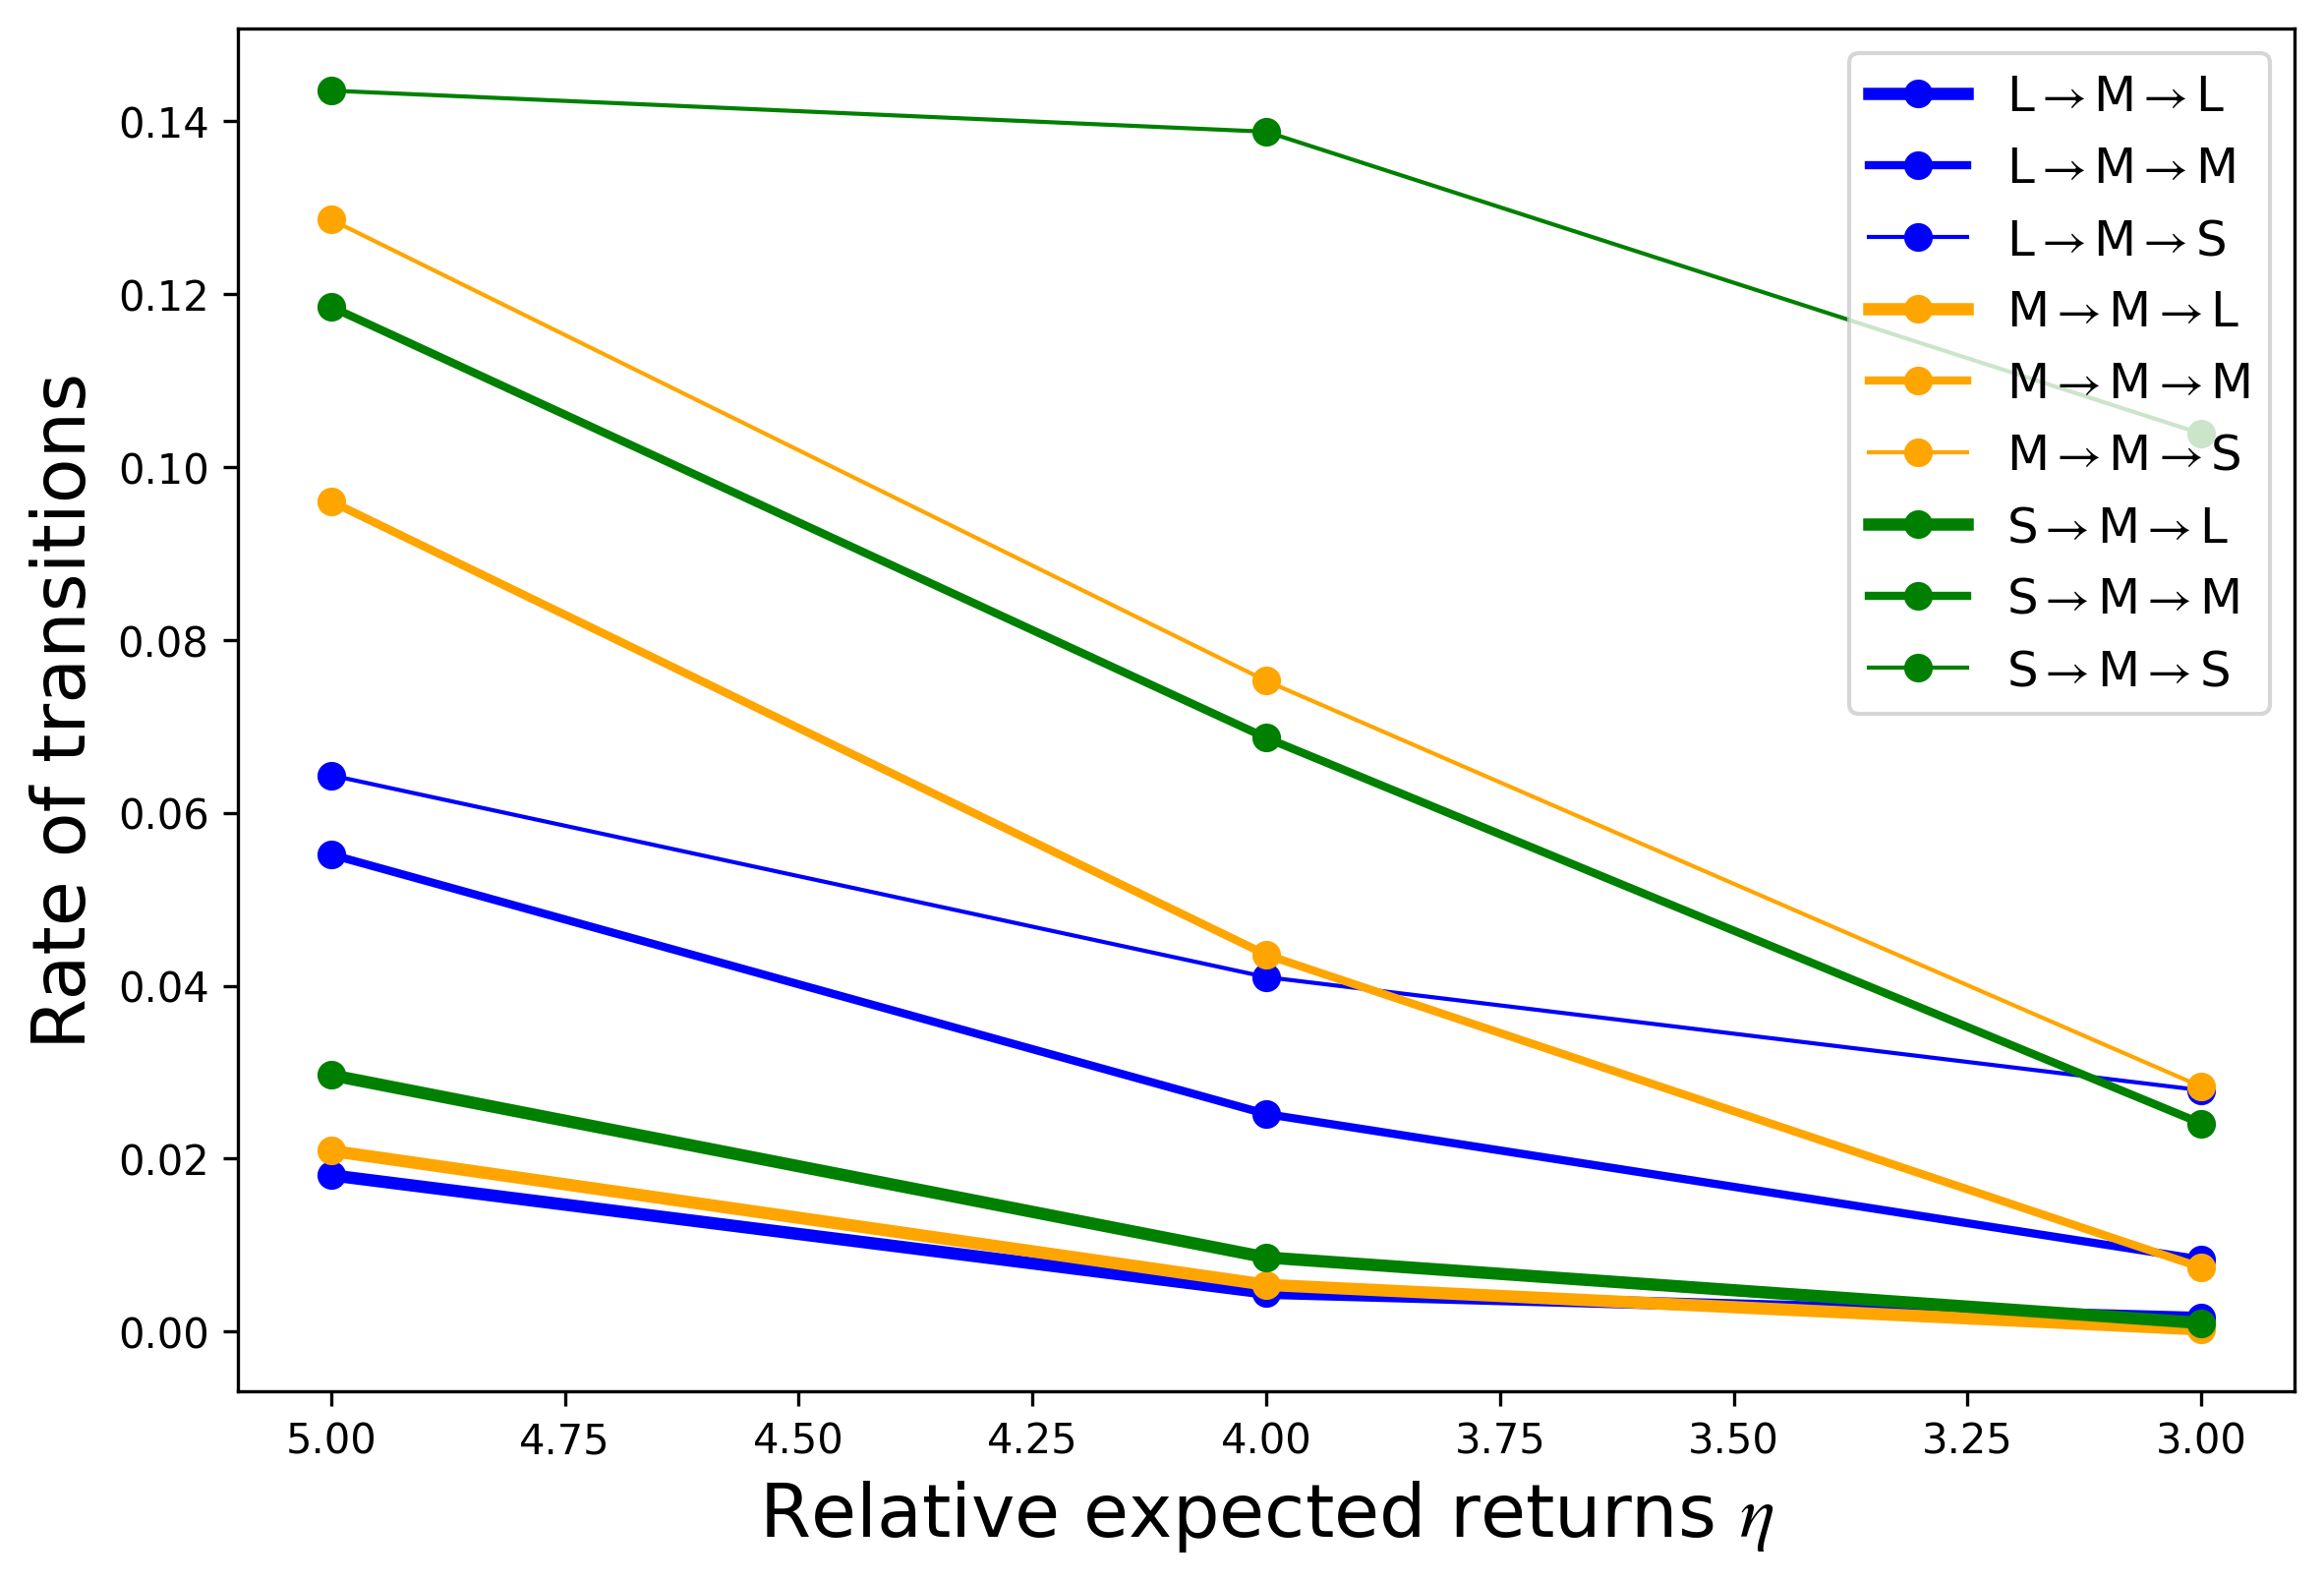 Rate of transitions
0.14
0.12
0.10
0.08
0.06
0.04
0.02
0.00
L→M→L
L→M→M
L→M→S
M→M→L
M→M→M
M→M→S
S→M→L
S→M→M
S→M→S
5.00 4.75 4.50 4.25 4.00 3.75 3.50 3.25 3.00
Relative expected returns η